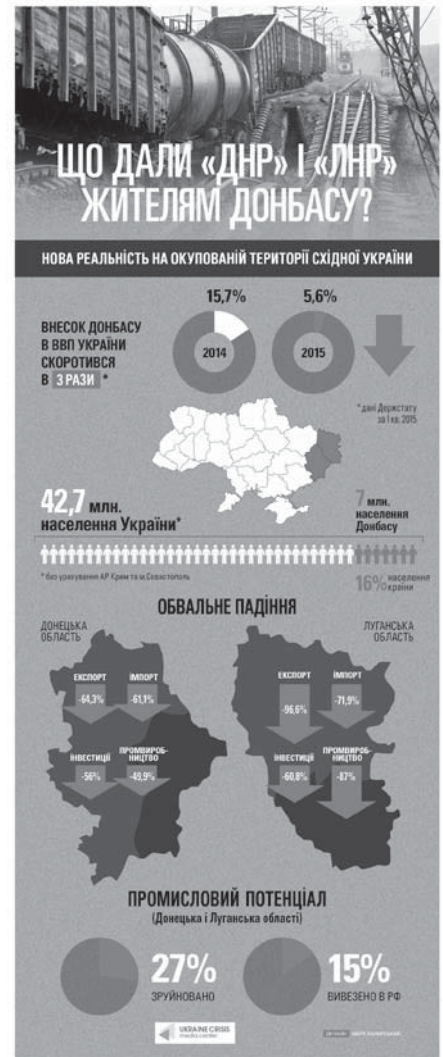 ЩО ДАЛИ «ДНР» І «ЛНР»
ЖИТЕЛЯМ ДОНБАСУ?
НОВА РЕАЛЬНІСТЬ НА ОКУПОВАНІЙ ТЕРИТОРІЇ СХІДНОЇ УКРАЇНИ
ВНЕСОК ДОНБАСУ
В ВВП УКРАЇНИ
СКОРОТИВСЯ
В 3 РАЗИ *
15,7%
2014
5,6%
2015
* дані Держстату
за І кв. 2015
42,7 млн.
населення України*
7 млн.
населення
Донбасу
* без урахування АР Крим та м.Севастополь
16% населення
країни
ОБВАЛЬНЕ ПАДІННЯ
ДОНЕЦЬКА
ОБЛАСТЬ
ЕКСПОРТ
-64,3%
ІМПОРТ
-61,1%
ІНВЕСТИЦІЇ
-56%
ПРОМВИРОБ-
НИЦТВО
-49,9%
ЛУГАНСЬКА
ОБЛАСТЬ
ЕКСПОРТ
-96,6%
ІМПОРТ
-71,9%
ІНВЕСТИЦІЇ
-60,8%
ПРОМВИРОБ-
НИЦТВО
-87%
ПРОМИСЛОВИЙ ПОТЕНЦІАЛ
(Донецька і Луганська області)
27%
ЗРУЙНОВАНО
15%
ВИВЕЗЕНО В РФ
UKRAINE CRISIS
media center